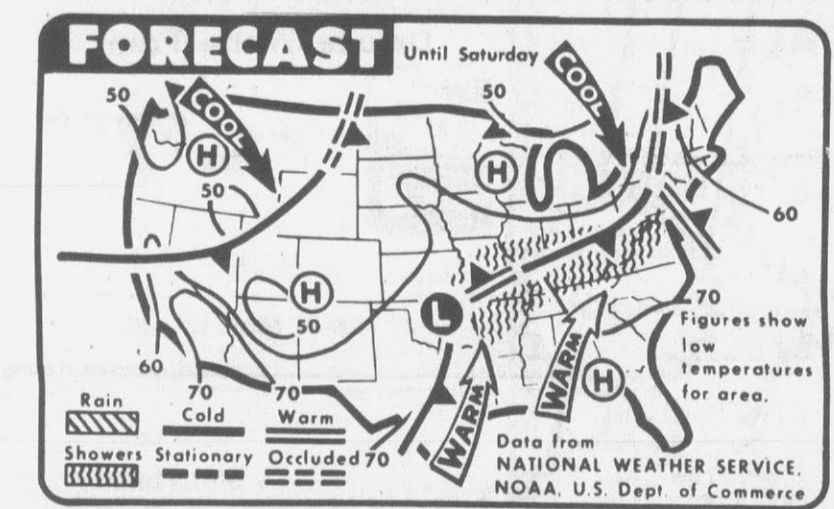 FORECAST
Until Saturday
50
COOL
50
COOL
H
H
50
60
H
50
L
70
Figures show
low
temperatures
for area.
WARM
H
60
70
70
WARM
Rain
Cold
Warm
Showers
Stationary
Occluded
70
Data from
NATIONAL WEATHER SERVICE,
NOAA, U.S. Dept. of Commerce